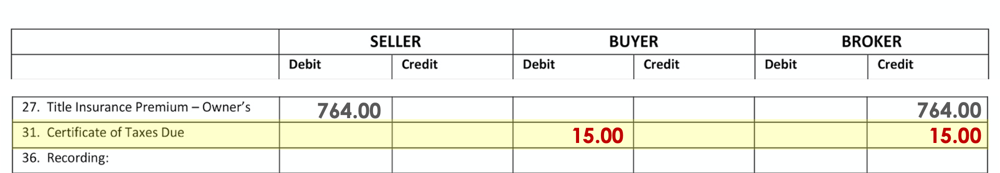 SELLER BUYER BROKER
Debit Credit Debit Credit Debit Credit
27. Title Insurance Premium – Owner's 764.00 764.00
31. Certificate of Taxes Due 15.00 15.00
36. Recording: